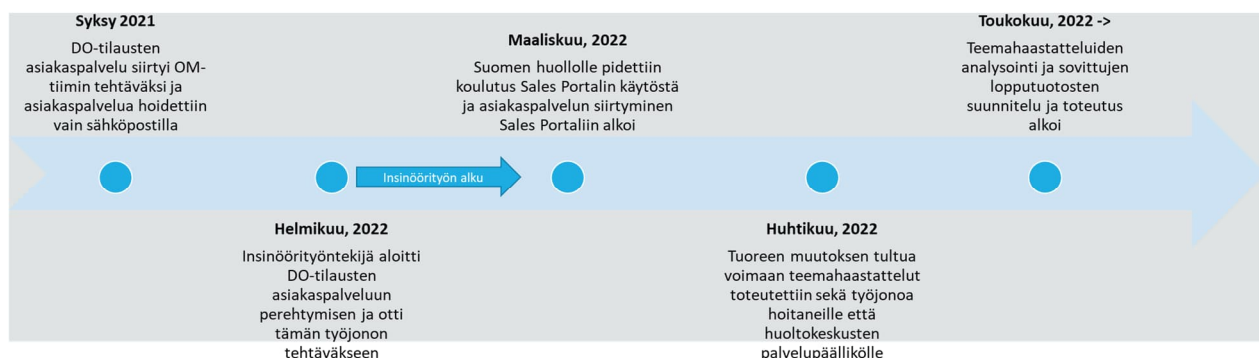 Syksy 2021
DO-tilausten
asiakaspalvelu siirtyi OM-
tiimin tehtäväksi ja
asiakaspalvelua hoidettiin
vain sähköpostilla
Helmikuu, 2022
Insinöörityöntekijä aloitti
DO-tilausten
asiakaspalveluun
perehtymisen ja otti
tämän työjonon
tehtäväkseen
Insinöörityön alku
Maaliskuu, 2022
Suomen huollolle pidettiin
koulutus Sales Portalin käytöstä
ja asiakaspalvelun siirtyminen
Sales Portaliin alkoi
Huhtikuu, 2022
Tuoreen muutoksen tultua
voimaan teemahaastattelut
toteutettiin sekä työjonoa
hoitaneille että
huoltokeskusten
palvelupäällikölle
Toukokuu, 2022 ->
Teemahaastatteluiden
analysointi ja sovittujen
lopputuotosten
suunnitelu ja toteutus
alkoi